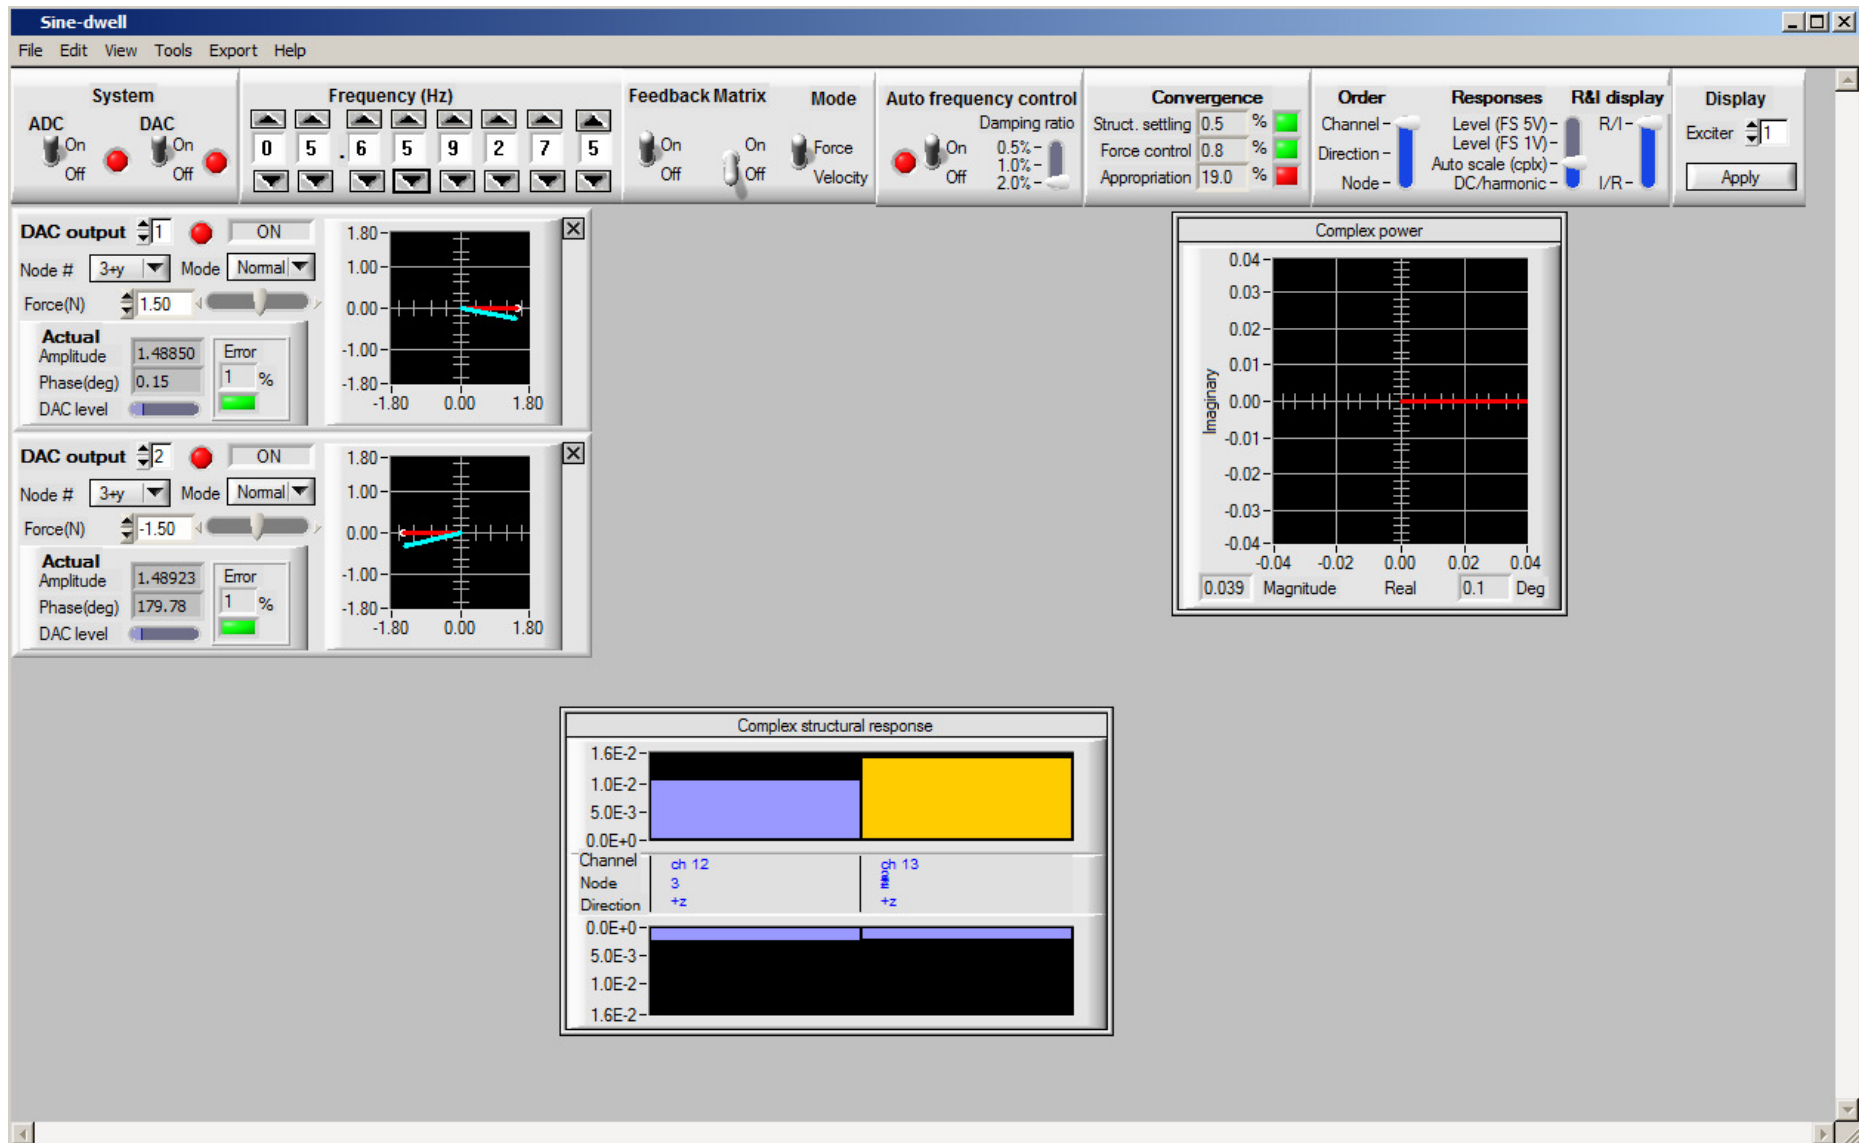 Sine-dwell
File Edit View Tools Export Help
System
ADC DAC
On On
Off Off
Frequency (Hz)
0 5 . 6 5 9 2 7 5
Feedback Matrix Mode
On On Force
Off Off Velocity
Auto frequency control
Damping ratio
On 0.5%
1.0%
Off 2.0%
Convergence
Struct. settling 0.5 %
Force control 0.8 %
Appropriation 19.0 %
Order
Channel
Direction
Node
Responses
Level (FS 5V)
Level (FS 1V)
Auto scale (cplx)
DC/harmonic
R&I display
R/I
I/R
Display
Exciter 1
Apply
DAC output 1 ON
Node # 3+y Mode Normal
Force(N) 1.50
Actual
Amplitude 1.48850 Error
Phase(deg) 0.15 1 %
DAC level
1.80
1.00
0.00
-1.00
-1.80
-1.80 0.00 1.80
DAC output 2 ON
Node # 3+y Mode Normal
Force(N) -1.50
Actual
Amplitude 1.48923 Error
Phase(deg) 179.78 1 %
DAC level
1.80
1.00
0.00
-1.00
-1.80
-1.80 0.00 1.80
Complex power
0.04
0.03
0.02
0.01
0.00
-0.01
-0.02
-0.03
-0.04
Imaginary
-0.04 -0.02 0.00 0.02 0.04
0.039 Magnitude Real 0.1 Deg
Complex structural response
1.6E-2
1.0E-2
5.0E-3
0.0E+0
Channel ch 12 ch 13
Node 3
Direction +z +z
0.0E+0
5.0E-3
1.0E-2
1.6E-2